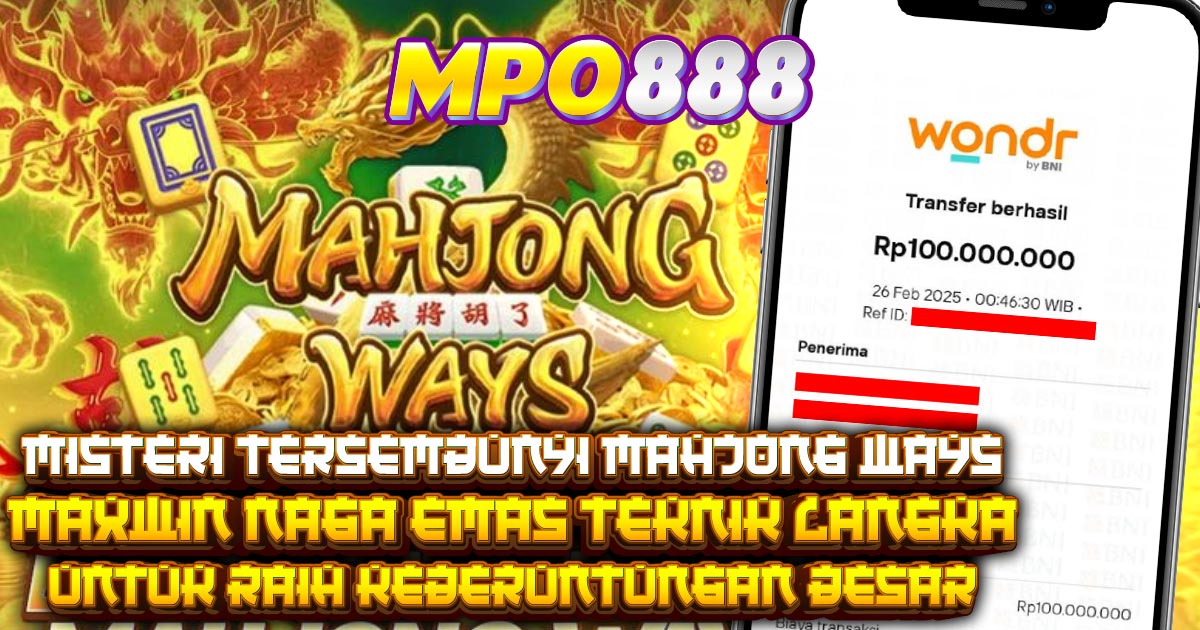 MPO888
MAHJONG
麻將胡了
WAYS
wondr
by BNI
Transfer berhasil
Rp100.000.000
26 Feb 2025 • 00:46:30 WIB •
Ref ID:
Penerima
MISTERI TERSEMBUNYI MAHJONG WAYS
MAXWIN NAGA EMAS TEKNIK LANGKA
UNTUK RAIH KEBERUNTUNGAN BESAR
Rp100.000.000
Biaya transaksi